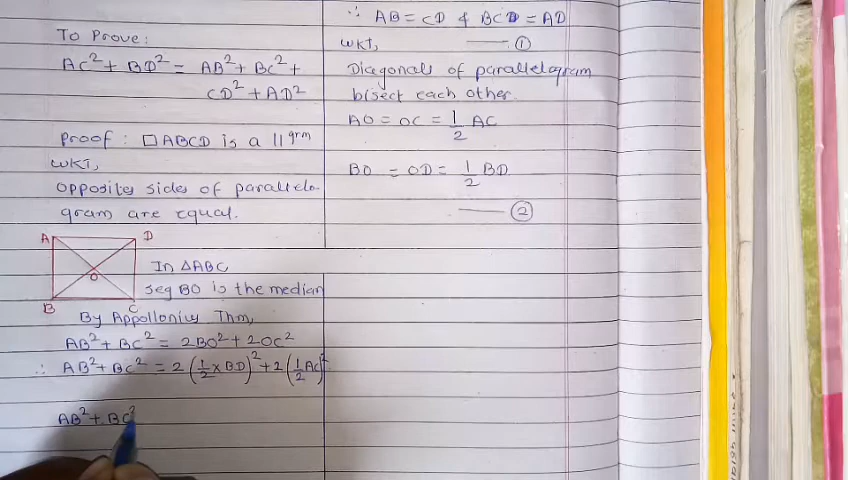 To Prove:
AC² + BD² = AB² + BC² +
CD² + AD²
Proof : □ABCD is a ||grm
WKT,
opposite sides of parallelo-
gram are equal.
∴ AB = CD & BC = AD
WKT, —— ①
Diagonals of parallelogram
bisect each other.
AO = OC = 1/2 AC
BO = OD = 1/2 BD
—— ②
A D
O
B C
In △ABC
seg BO is the median
By Appollonius Thm,
AB² + BC² = 2BO² + 2OC²
∴ AB² + BC² = 2(1/2 × BD)² + 2(1/2 AC)²
AB² + BC²